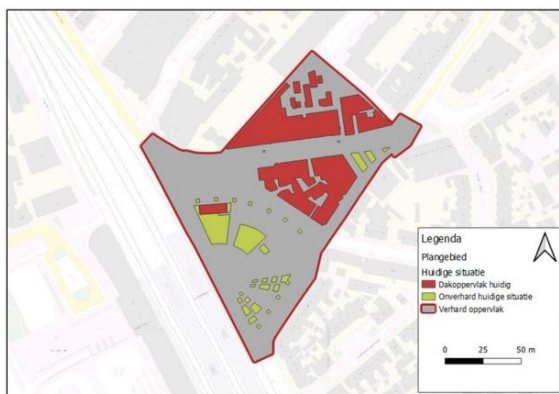 Legenda
Plangebied
Huidige situatie
Dakoppervlak huidig
Onverhard huidige situatie
Verhard oppervlak
0 25 50 m